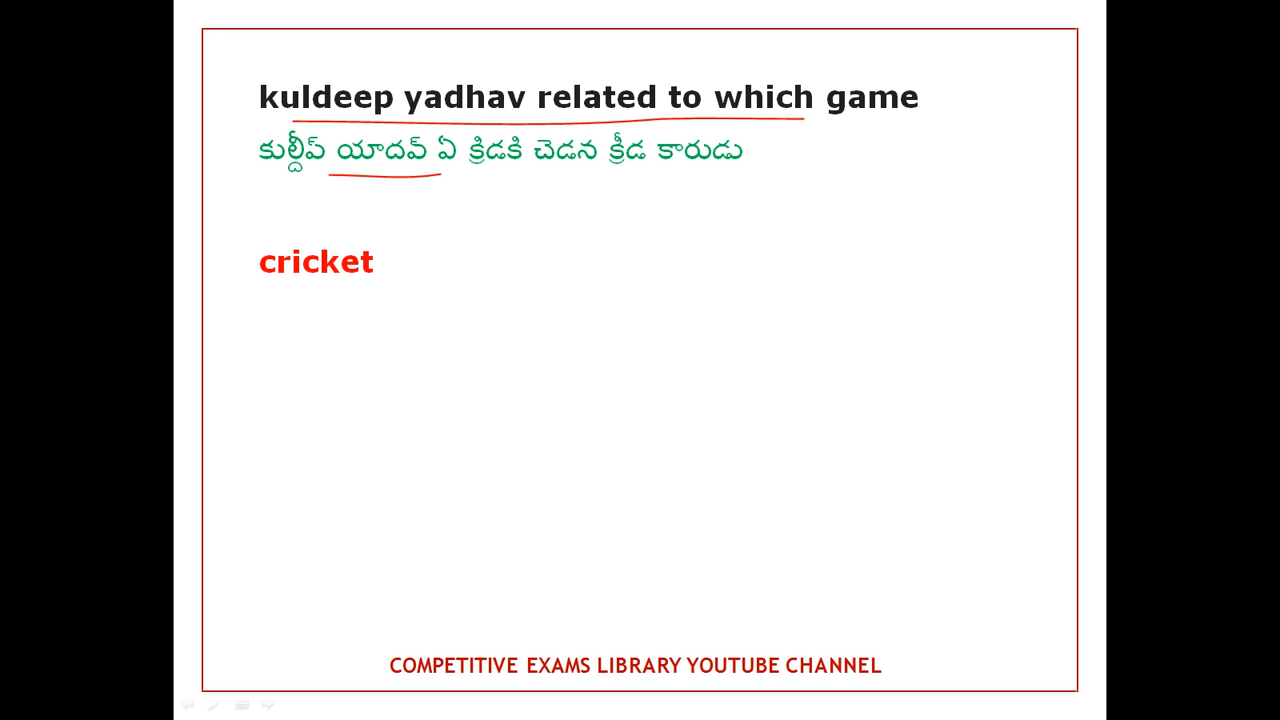 kuldeep yadhav related to which game
కుల్దీప్ యాదవ్ ఏ క్రిడకి చెడన క్రీడ కారుడు
cricket
COMPETITIVE EXAMS LIBRARY YOUTUBE CHANNEL